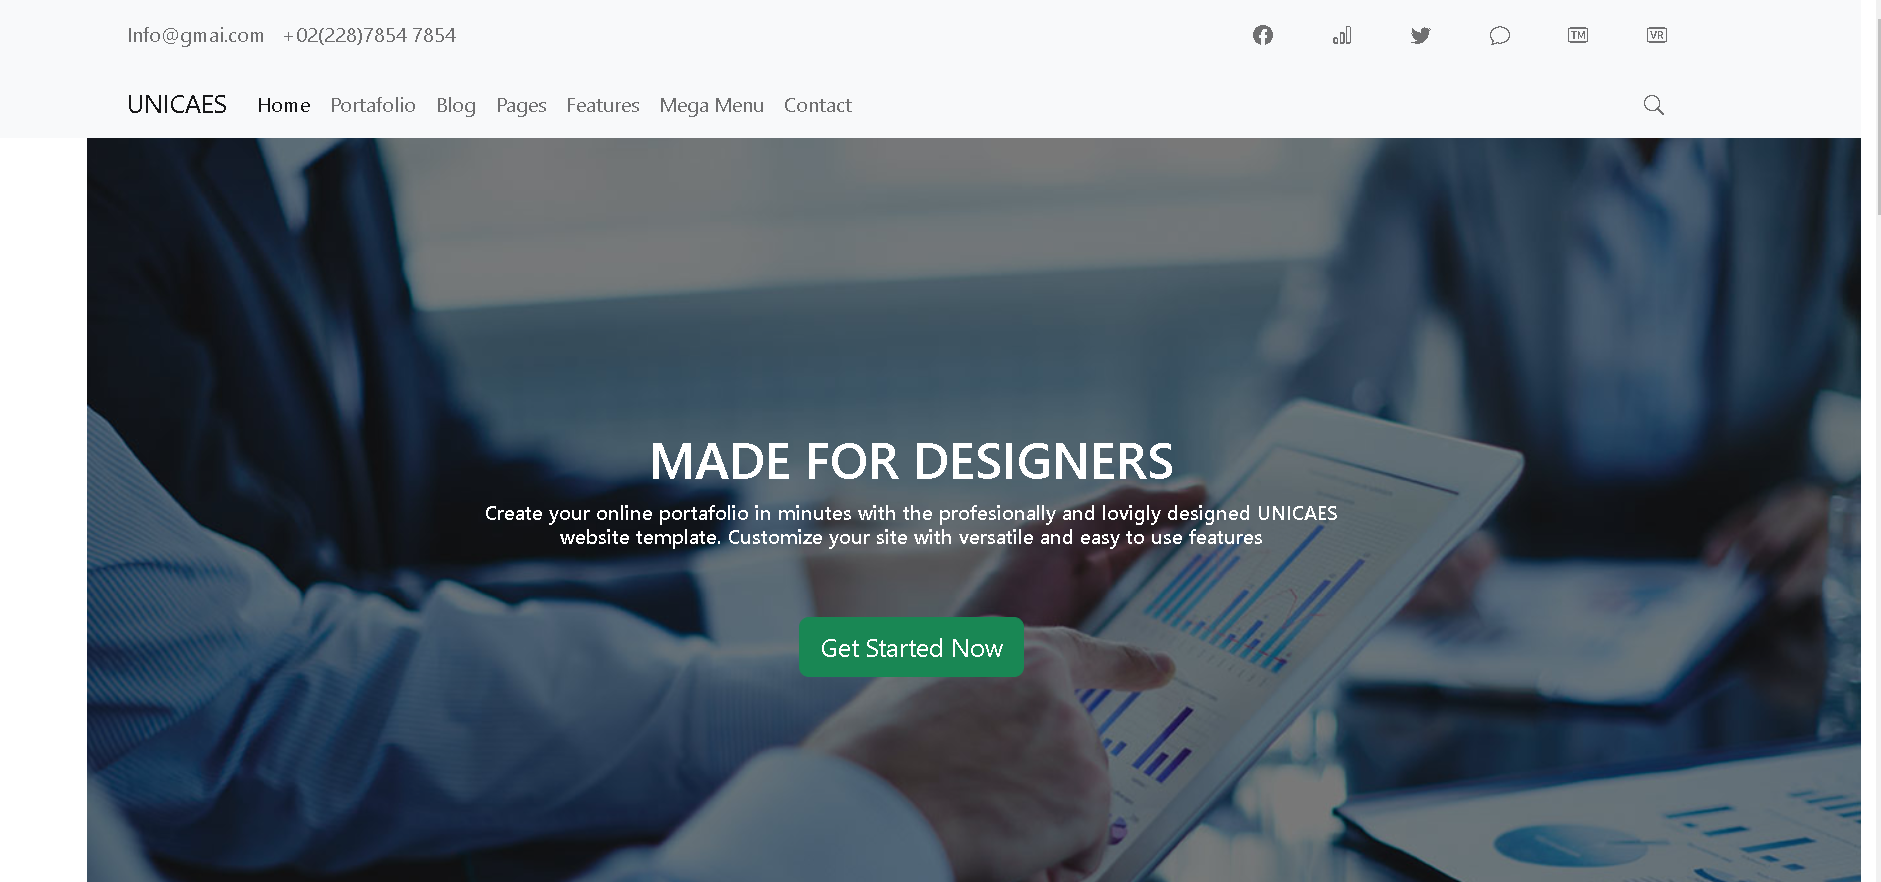 Info@gmai.com +02(228)7854 7854
TM VR
UNICAES Home Portafolio Blog Pages Features Mega Menu Contact
MADE FOR DESIGNERS
Create your online portafolio in minutes with the profesionally and lovigly designed UNICAES
website template. Customize your site with versatile and easy to use features
Get Started Now